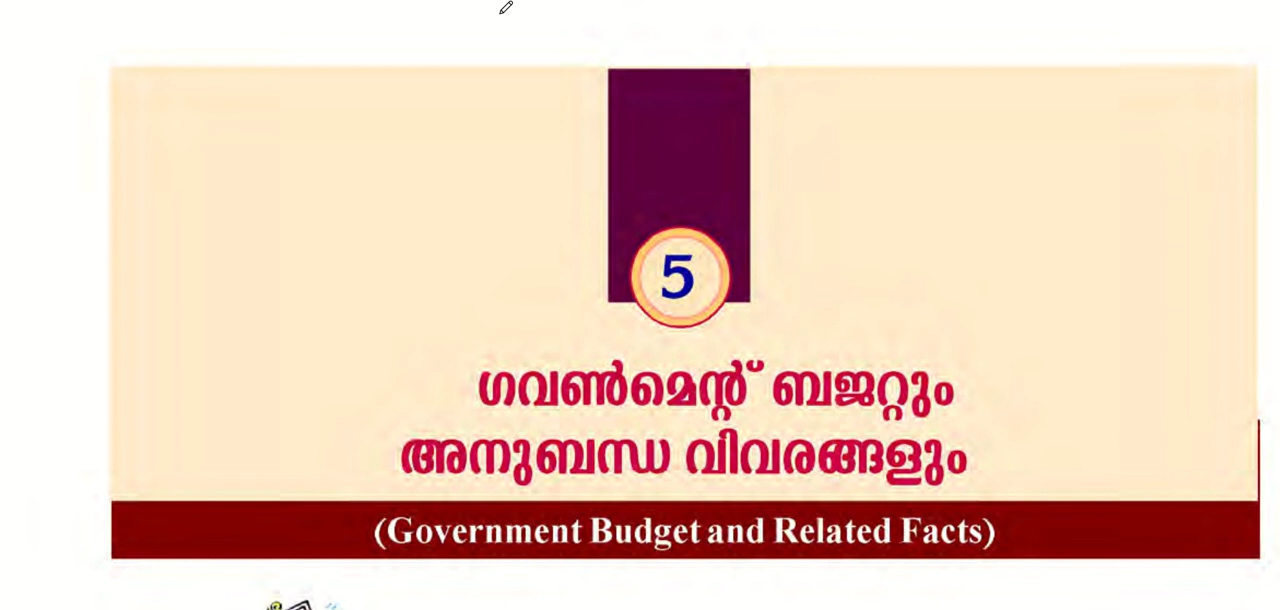 5
ഗവൺമെന്റ് ബജറ്റും
അനുബന്ധ വിവരങ്ങളും
(Government Budget and Related Facts)